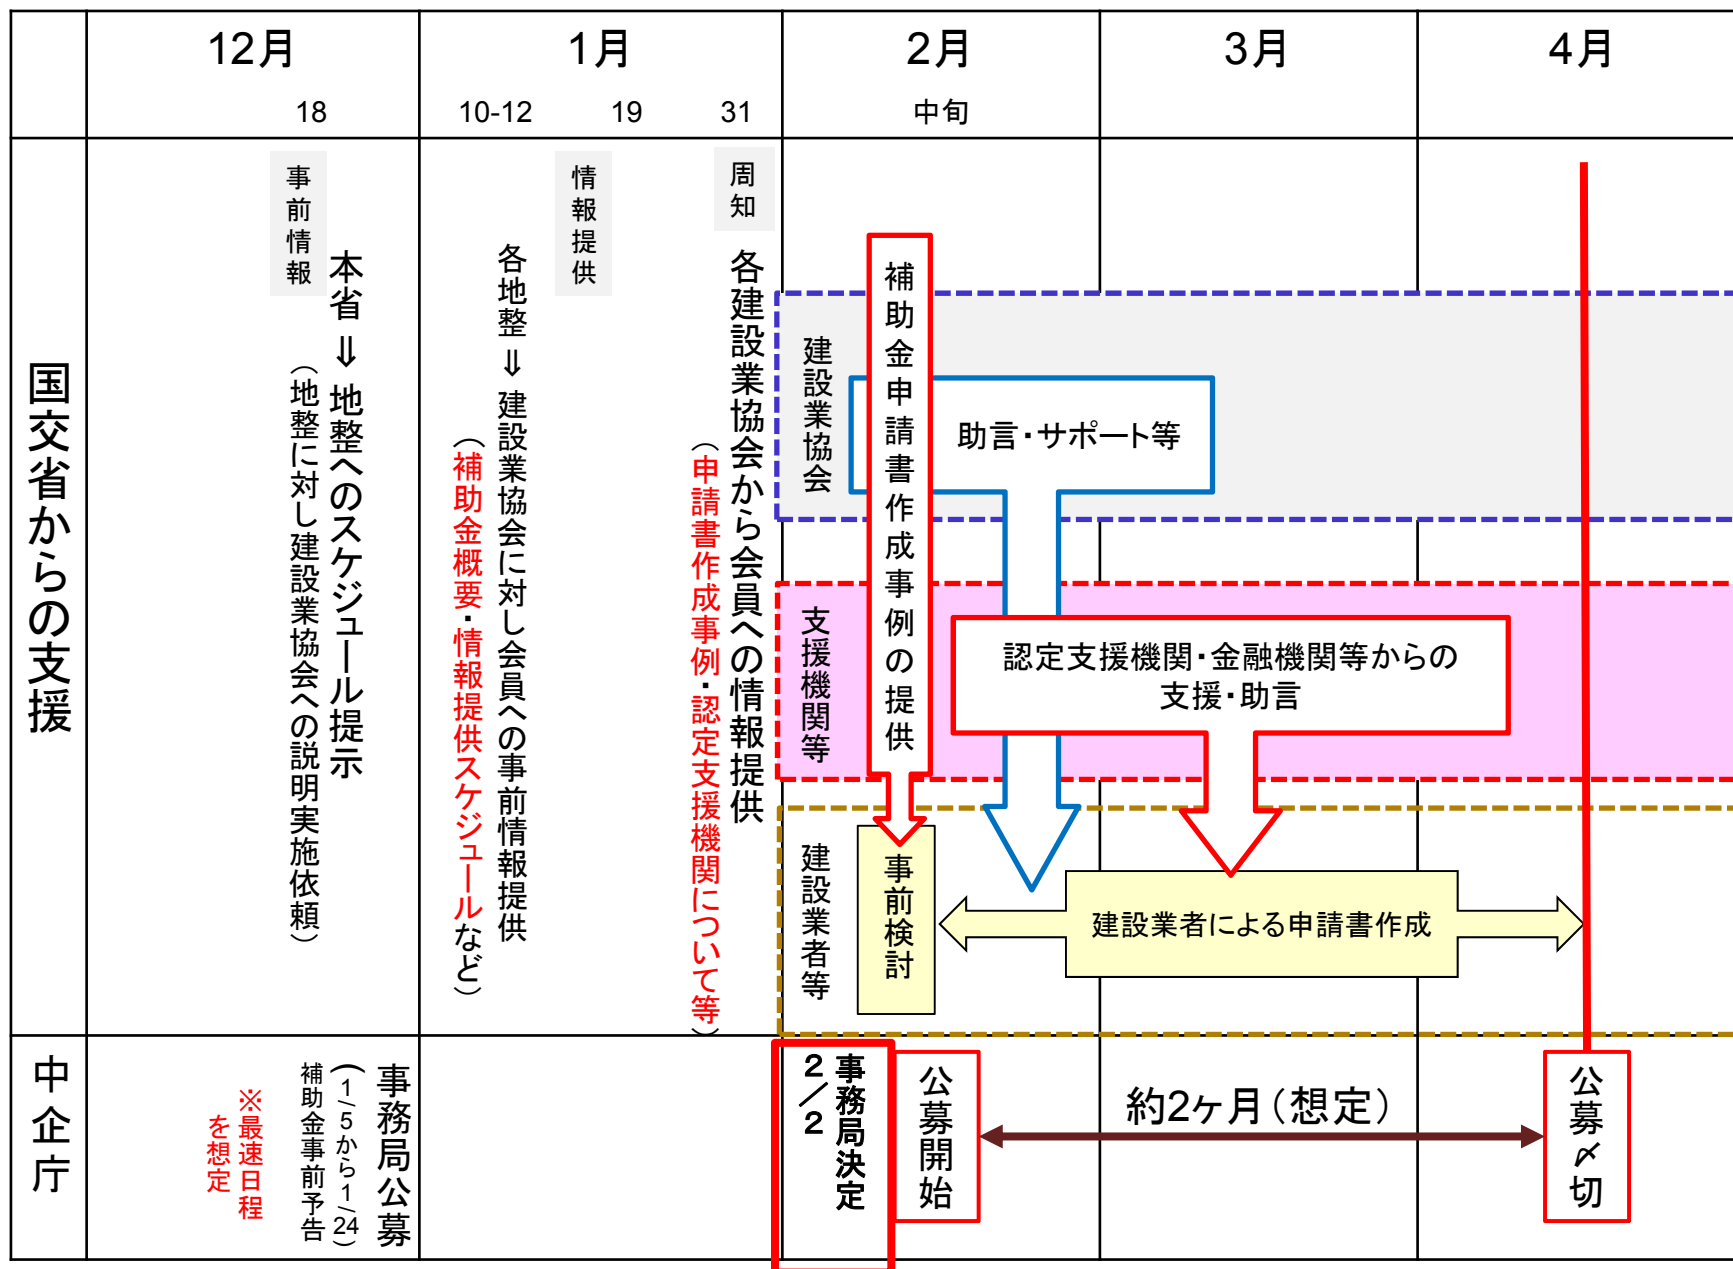 12月
1月
2月
3月
4月
18
10-12
19
31
中旬
国交省からの支援
事前情報
本省⇒地整へのスケジュール提示
（地整に対し建設業協会への説明実施依頼）
情報提供
各地整⇒建設業協会に対し会員への事前情報提供
（補助金概要・情報提供スケジュールなど）
周知
各建設業協会から会員への情報提供
（申請書作成事例・認定支援機関について等）
建設業協会
補助金申請書作成事例の提供
助言・サポート等
支援機関等
認定支援機関・金融機関等からの
支援・助言
建設業者等
事前検討
建設業者による申請書作成
中企庁
事務局公募
（1/5から1/24）
補助金事前予告
※最速日程
を想定
事務局決定
２／２
公募開始
約2ヶ月（想定）
公募〆切